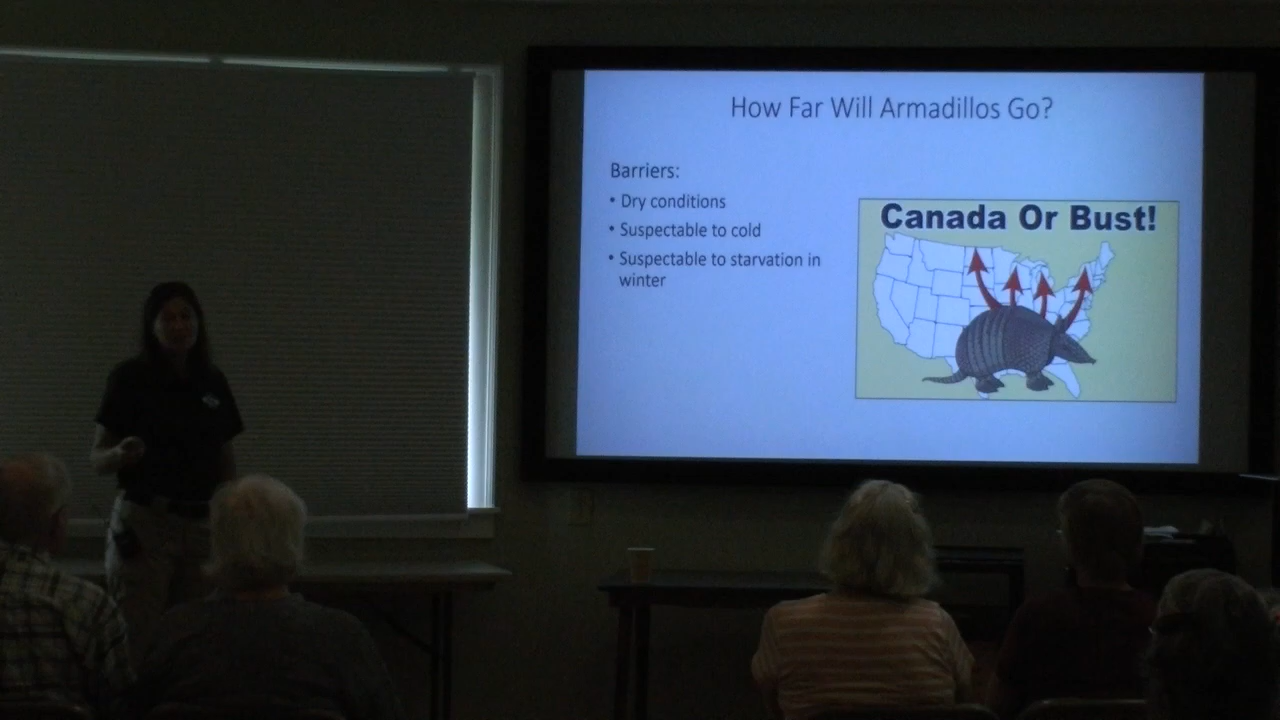 How Far Will Armadillos Go?
Barriers:
• Dry conditions
• Suspectable to cold
• Suspectable to starvation in
winter
Canada Or Bust!